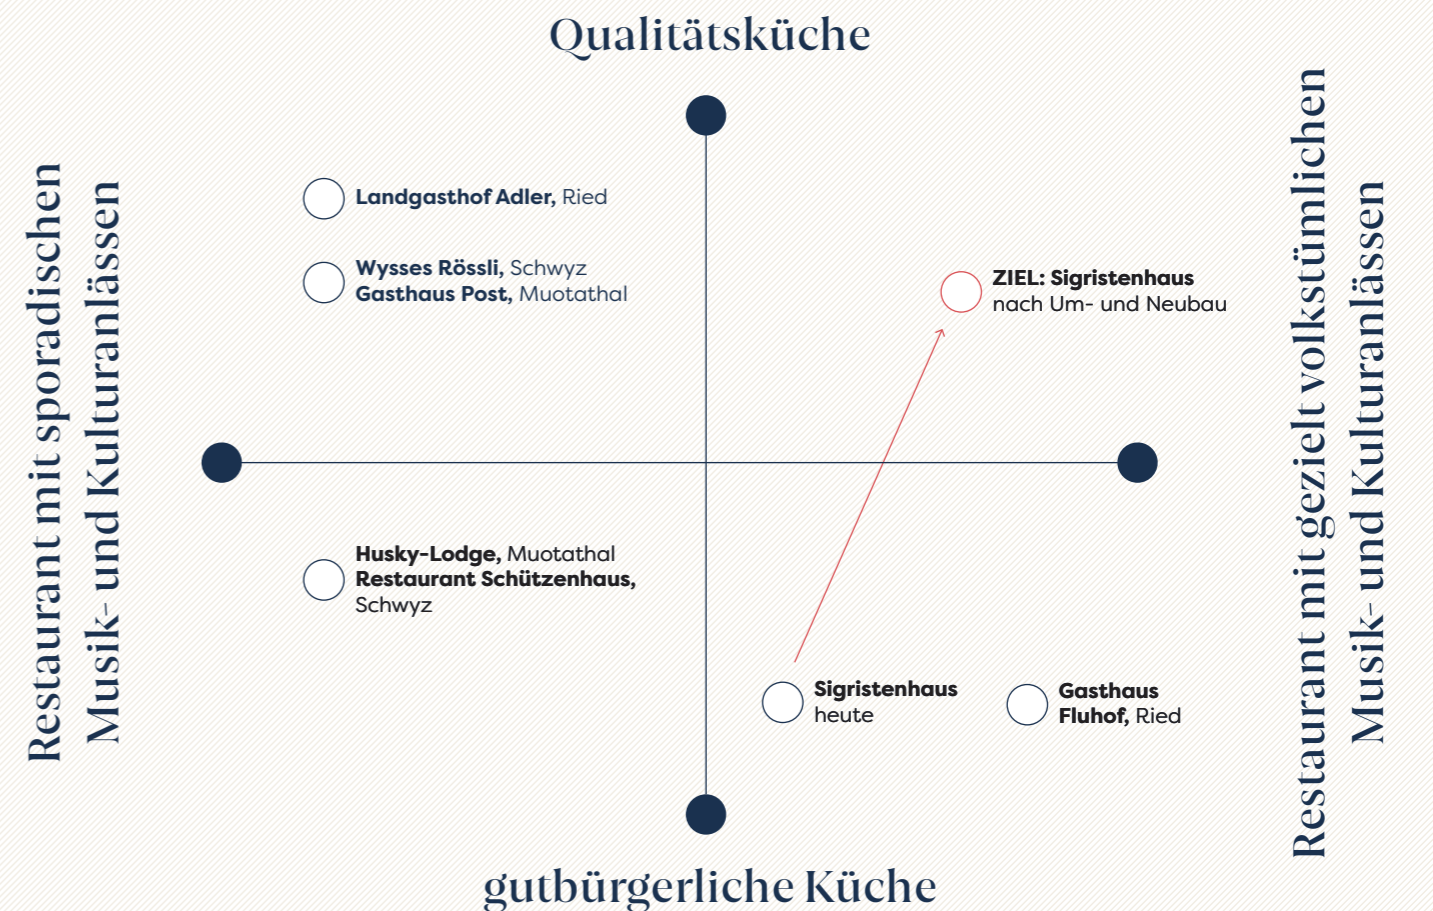 Qualitätsküche
Restaurant mit sporadischen
Musik- und Kulturanlässen
Landgasthof Adler, Ried
Wysses Rössli, Schwyz
Gasthaus Post, Muotathal
ZIEL: Sigristenhaus
nach Um- und Neubau
Husky-Lodge, Muotathal
Restaurant Schützenhaus,
Schwyz
Sigristenhaus
heute
Gasthaus
Fluhof, Ried
Restaurant mit gezielt volkstümlichen
Musik- und Kulturanlässen
gutbürgerliche Küche